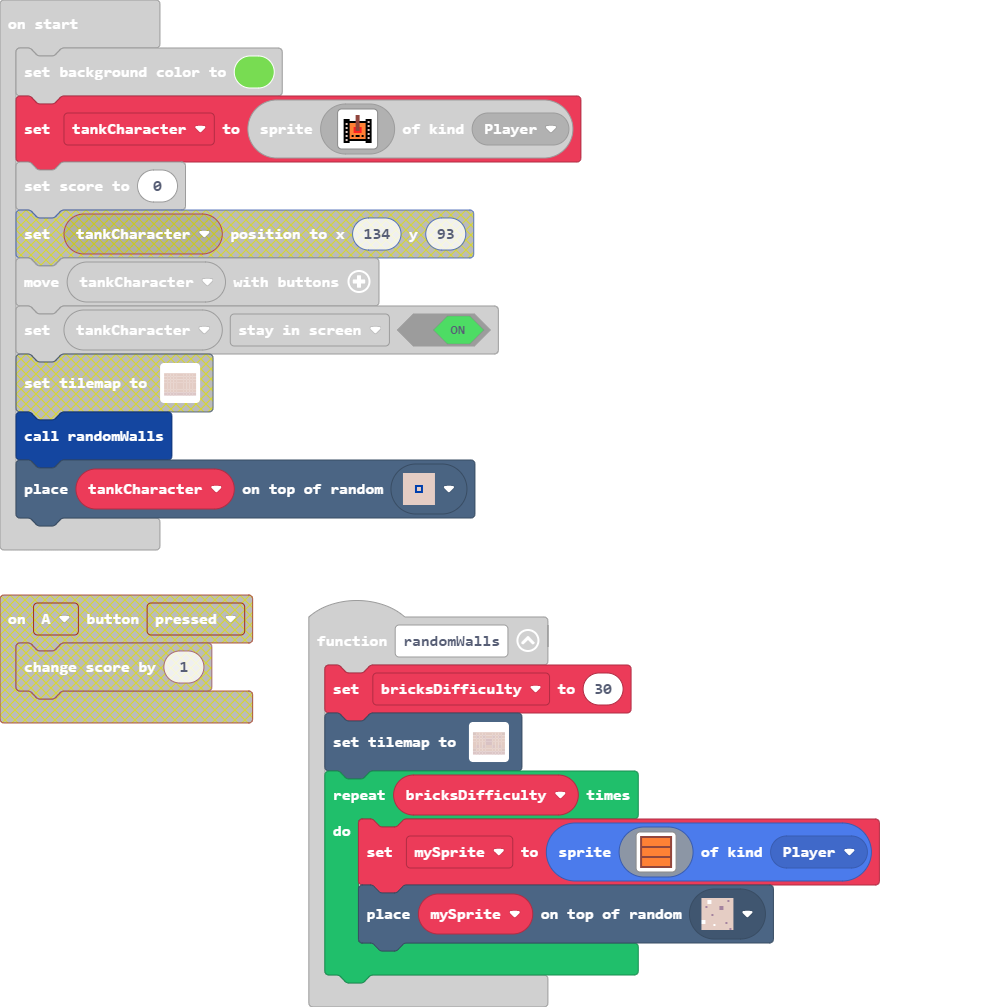 on start
set background color to
set tankCharacter to sprite of kind Player
set score to 0
set tankCharacter position to x 134 y 93
move tankCharacter with buttons
set tankCharacter stay in screen ON
set tilemap to
call randomWalls
place tankCharacter on top of random
on A button pressed
change score by 1
function randomWalls
set bricksDifficulty to 30
set tilemap to
repeat bricksDifficulty times
do
set mySprite to sprite of kind Player
place mySprite on top of random